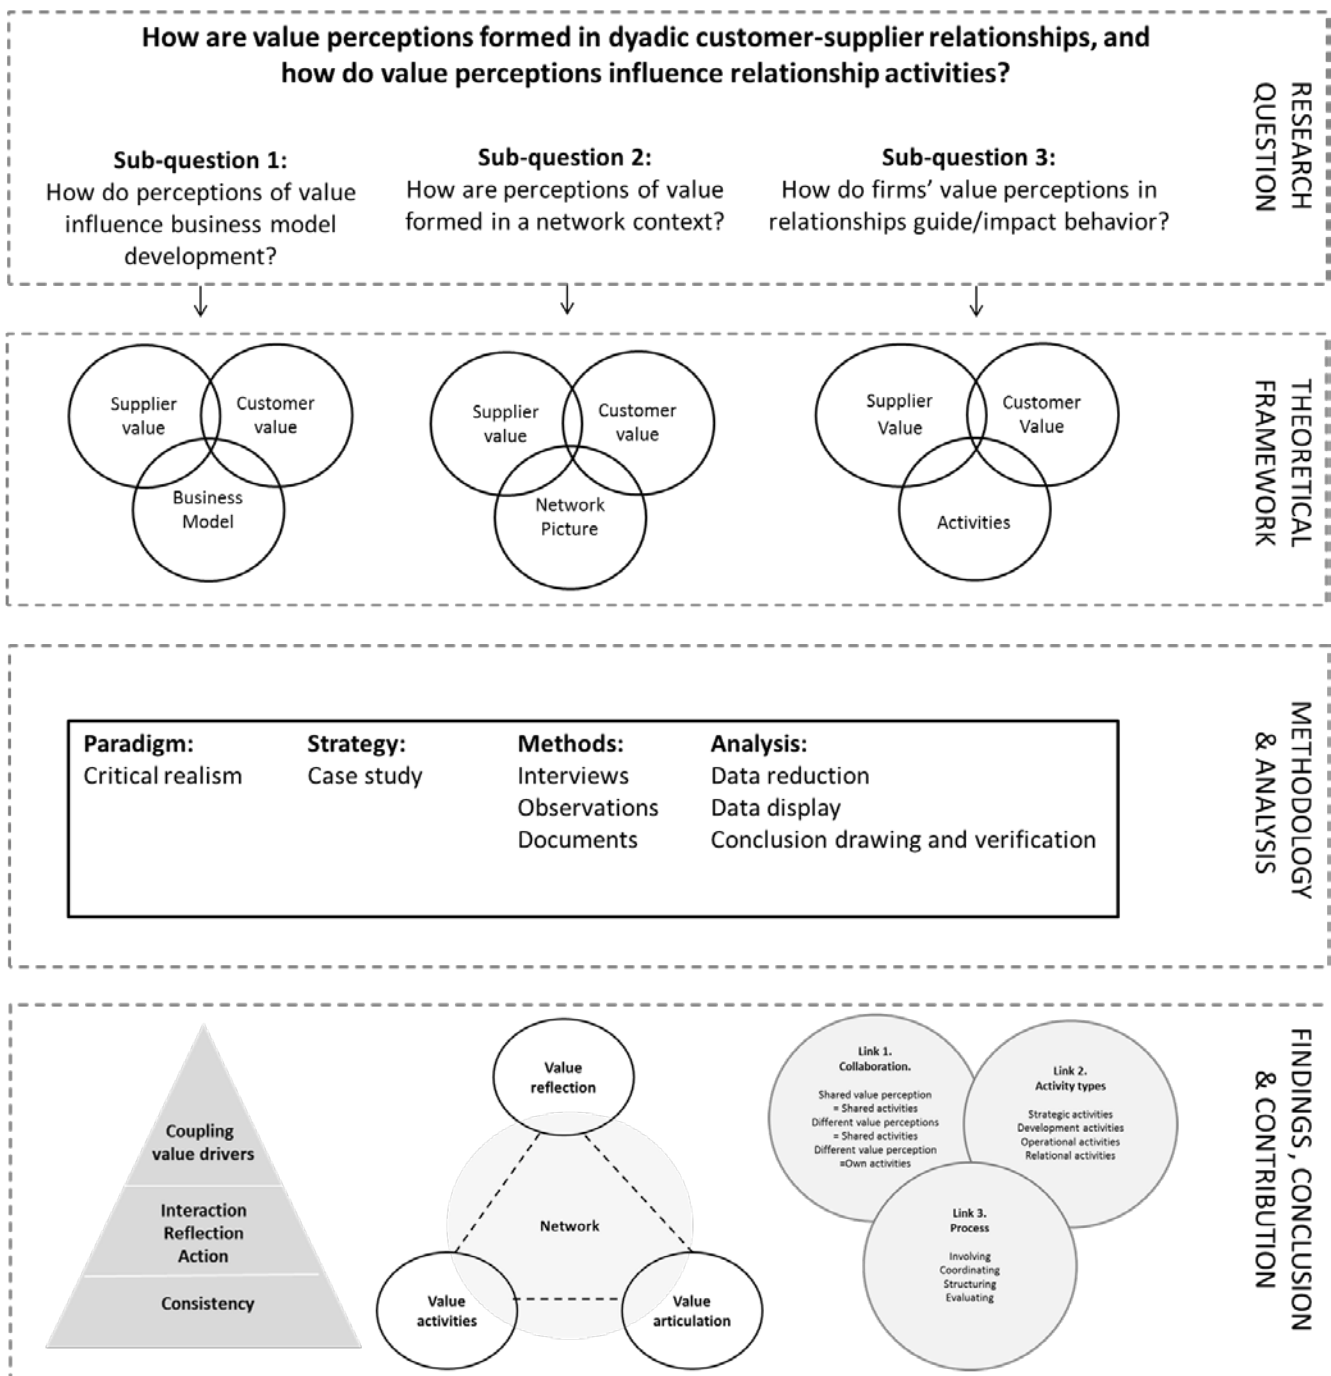 How are value perceptions formed in dyadic customer-supplier relationships, and
how do value perceptions influence relationship activities?
Sub-question 1:
How do perceptions of value
influence business model
development?
Sub-question 2:
How are perceptions of value
formed in a network context?
Sub-question 3:
How do firms' value perceptions in
relationships guide/impact behavior?
RESEARCH
QUESTION
Supplier
value
Customer
value
Business
Model
Supplier
value
Customer
value
Network
Picture
Supplier
Value
Customer
Value
Activities
THEORETICAL
FRAMEWORK
Paradigm:
Critical realism
Strategy:
Case study
Methods:
Interviews
Observations
Documents
Analysis:
Data reduction
Data display
Conclusion drawing and verification
METHODOLOGY
& ANALYSIS
Coupling
value drivers
Interaction
Reflection
Action
Consistency
Value
reflection
Network
Value
activities
Value
articulation
Link 1.
Collaboration.
Shared value perception
= Shared activities
Different value perceptions
= Shared activities
Different value perception
=Own activities
Link 2.
Activity types
Strategic activities
Development activities
Operational activities
Relational activities
Link 3.
Process
Involving
Coordinating
Structuring
Evaluating
FINDINGS, CONCLUSION
& CONTRIBUTION